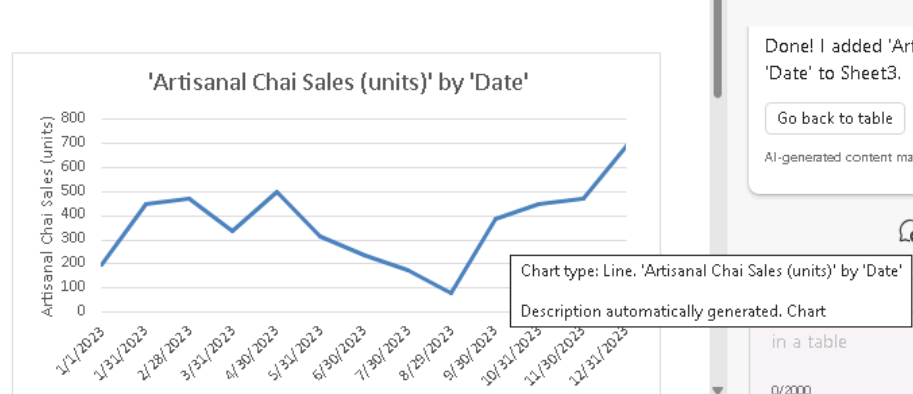 'Artisanal Chai Sales (units)' by 'Date'
Artisanal Chai Sales (units)
800
700
600
500
400
300
200
100
0
1/1/2023
1/31/2023
2/28/2023
3/31/2023
4/30/2023
5/31/2023
6/30/2023
7/30/2023
8/29/2023
9/30/2023
10/31/2023
11/30/2023
12/31/2023
Chart type: Line. 'Artisanal Chai Sales (units)' by 'Date'
Description automatically generated. Chart
Done! I added 'Art
'Date' to Sheet3.
Go back to table
AI-generated content ma
in a table
0/2000